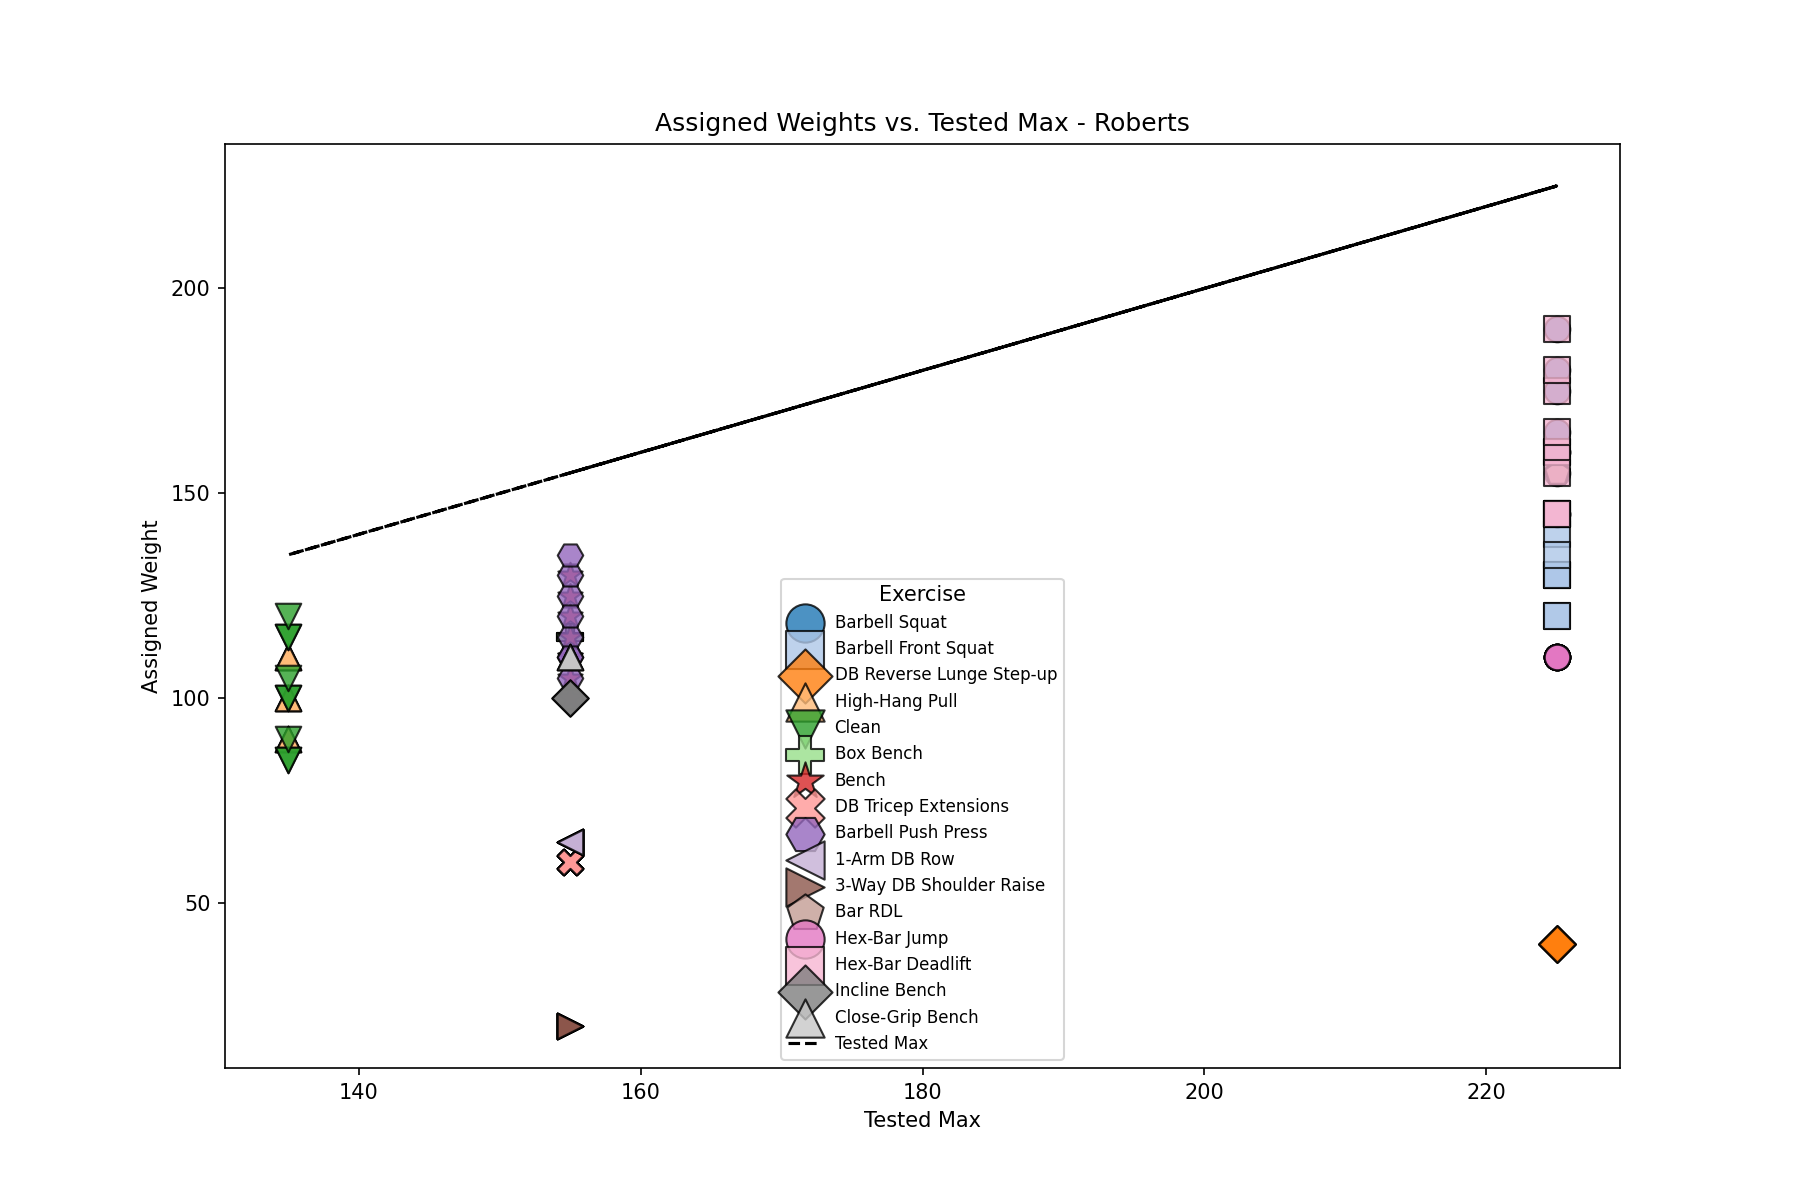 Assigned Weights vs. Tested Max - Roberts
Assigned Weight
200
150
100
50
Exercise
Barbell Squat
Barbell Front Squat
DB Reverse Lunge Step-up
High-Hang Pull
Clean
Box Bench
Bench
DB Tricep Extensions
Barbell Push Press
1-Arm DB Row
3-Way DB Shoulder Raise
Bar RDL
Hex-Bar Jump
Hex-Bar Deadlift
Incline Bench
Close-Grip Bench
Tested Max
140 160 180 200 220
Tested Max